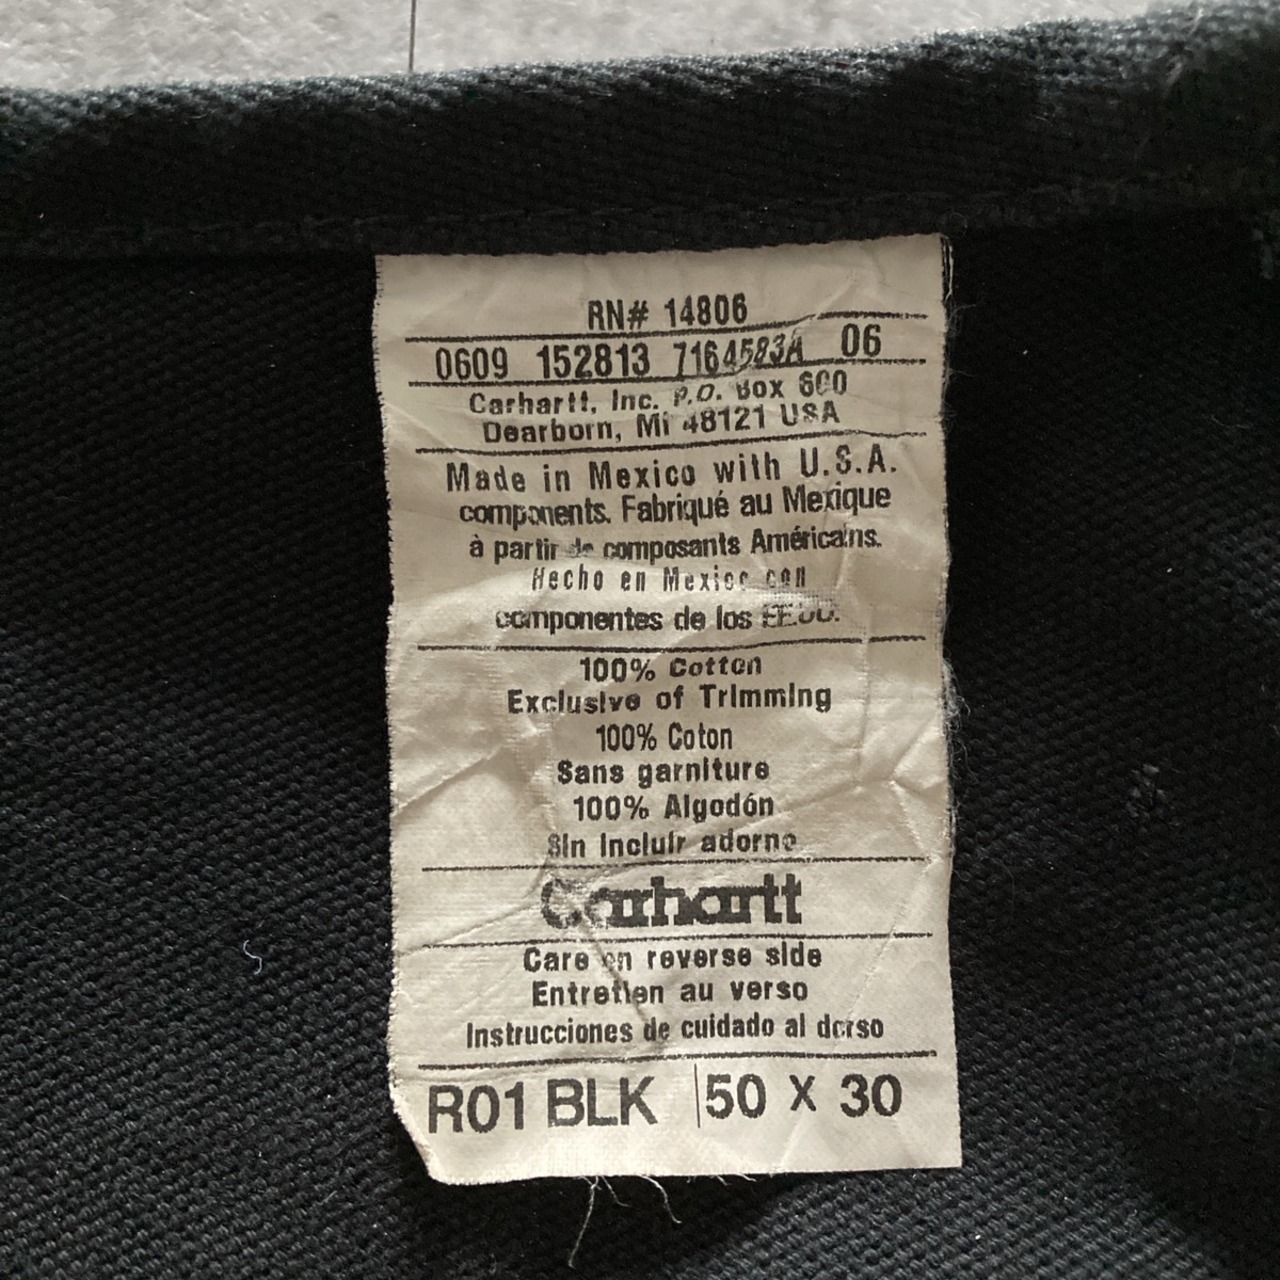 RN# 14806
0609 152813 7164583A 06
Carhartt, Inc. P.O. Box 600
Dearborn, MI 48121 USA
Made in Mexico with U.S.A.
components. Fabriqué au Mexique
à partir de composants Américains.
Hecho en Mexico con
componentes de los EEUU.
100% Cotton
Exclusive of Trimming
100% Coton
Sans garniture
100% Algodón
Sin Incluir adorno
Carhartt
Care on reverse side
Entretien au verso
Instrucciones de cuidado al dorso
R01 BLK 50 X 30